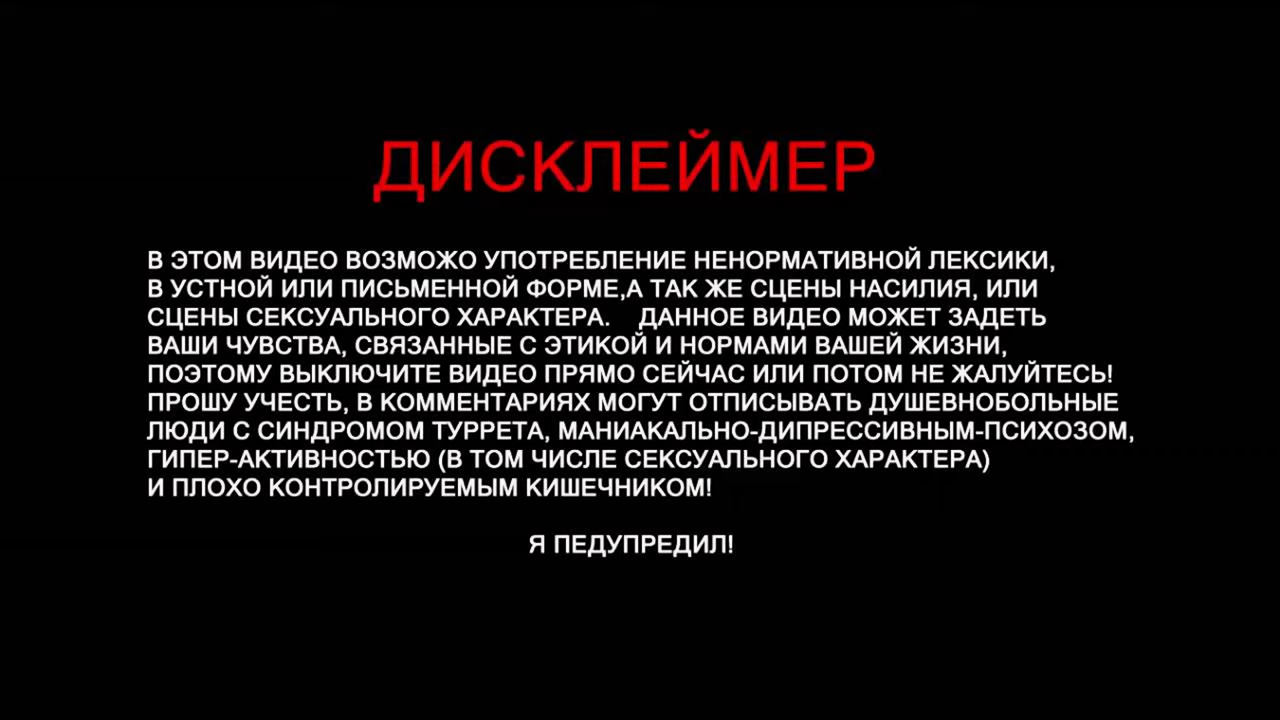 ДИСКЛЕЙМЕР
В ЭТОМ ВИДЕО ВОЗМОЖО УПОТРЕБЛЕНИЕ НЕНОРМАТИВНОЙ ЛЕКСИКИ,
В УСТНОЙ ИЛИ ПИСЬМЕННОЙ ФОРМЕ,А ТАК ЖЕ СЦЕНЫ НАСИЛИЯ, ИЛИ
СЦЕНЫ СЕКСУАЛЬНОГО ХАРАКТЕРА. ДАННОЕ ВИДЕО МОЖЕТ ЗАДЕТЬ
ВАШИ ЧУВСТВА, СВЯЗАННЫЕ С ЭТИКОЙ И НОРМАМИ ВАШЕЙ ЖИЗНИ,
ПОЭТОМУ ВЫКЛЮЧИТЕ ВИДЕО ПРЯМО СЕЙЧАС ИЛИ ПОТОМ НЕ ЖАЛУЙТЕСЬ!
ПРОШУ УЧЕСТЬ, В КОММЕНТАРИЯХ МОГУТ ОТПИСЫВАТЬ ДУШЕВНОБОЛЬНЫЕ
ЛЮДИ С СИНДРОМОМ ТУРРЕТА, МАНИАКАЛЬНО-ДИПРЕССИВНЫМ-ПСИХОЗОМ,
ГИПЕР-АКТИВНОСТЬЮ (В ТОМ ЧИСЛЕ СЕКСУАЛЬНОГО ХАРАКТЕРА)
И ПЛОХО КОНТРОЛИРУЕМЫМ КИШЕЧНИКОМ!
Я ПЕДУПРЕДИЛ!